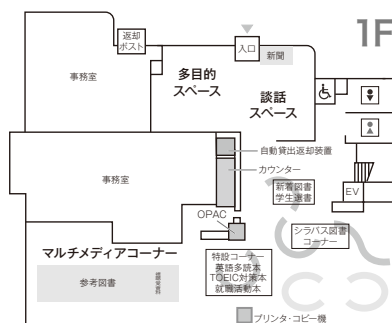 1F
返却
ポスト
入口
新聞
事務室
多目的
スペース
談話
スペース
自動貸出返却装置
カウンター
事務室
新着図書
学生選書
EV
OPAC
シラバス図書
コーナー
マルチメディアコーナー
特設コーナー
英語多読本
TOEIC対策本
就職活動本
参考図書
プリンタ・コピー機